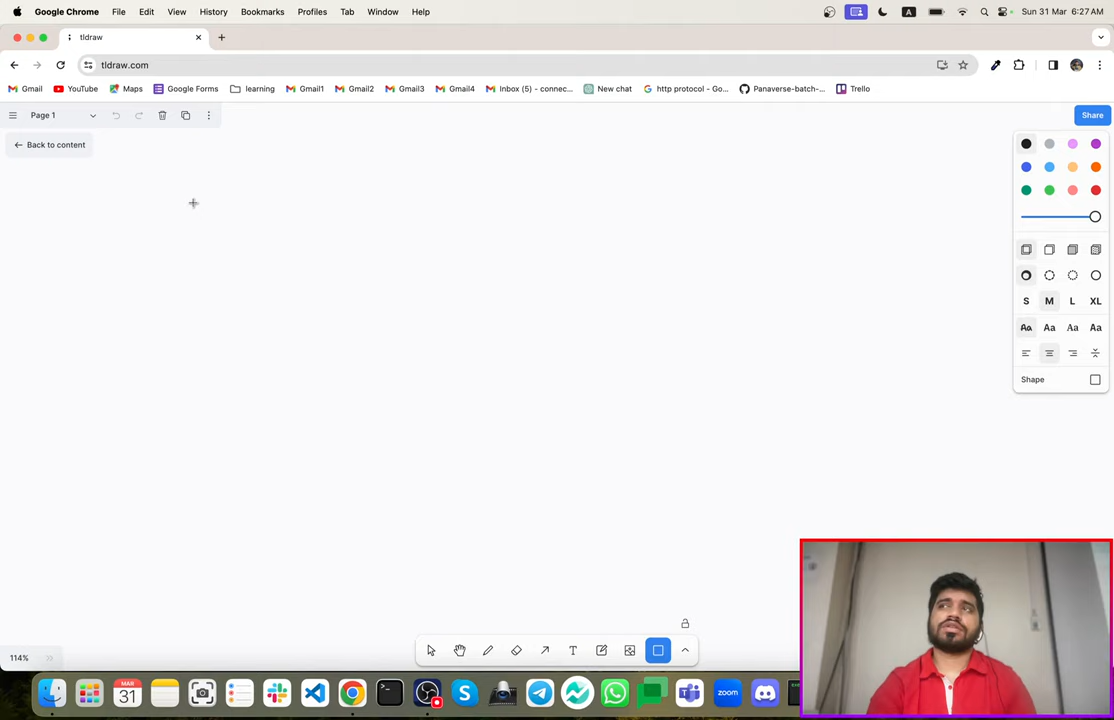 Google Chrome File Edit View History Bookmarks Profiles Tab Window Help A Sun 31 Mar 6:27 AM
tldraw
tldraw.com
Gmail YouTube Maps Google Forms learning Gmail1 Gmail2 Gmail3 Gmail4 Inbox (5) - connec... New chat http protocol - Go... Panaverse-batch-... Trello
Page 1 Share
Back to content
S M L XL
Aa Aa Aa Aa
Shape
T
114%
MAR
31
zoom